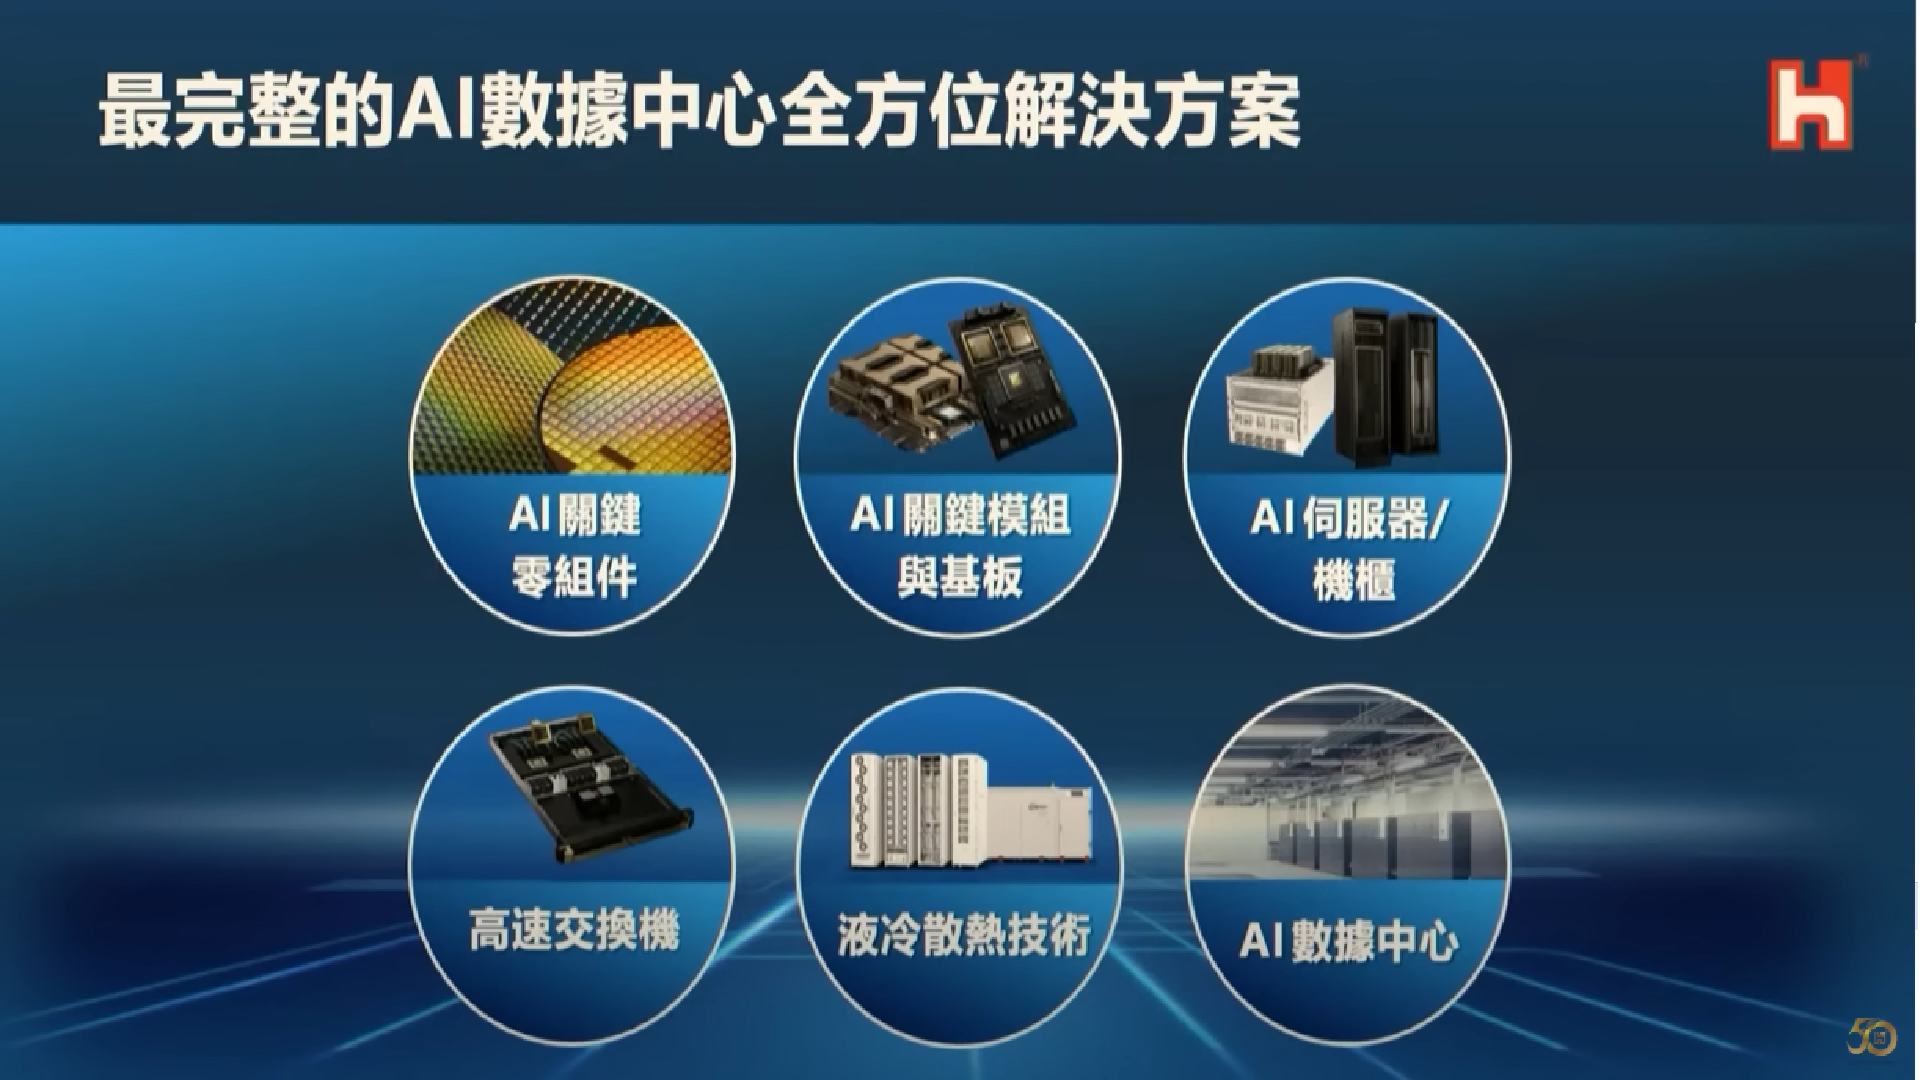 最完整的AI數據中心全方位解決方案
AI關鍵
零組件
AI關鍵模組
與基板
AI伺服器/
機櫃
高速交換機
液冷散熱技術
AI數據中心
50